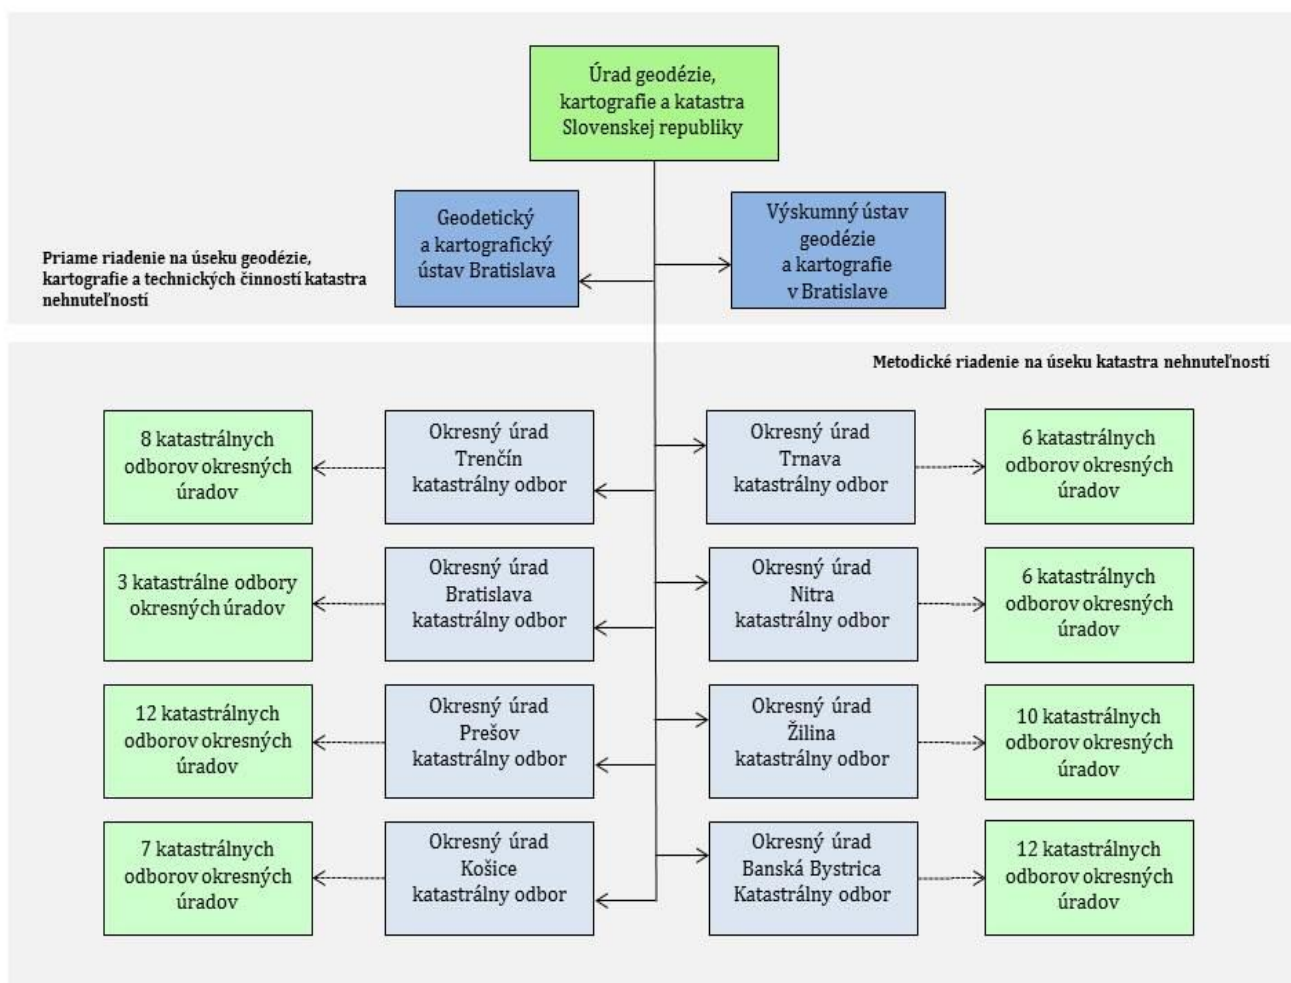 Úrad geodézie,
kartografie a katastra
Slovenskej republiky
Geodetický
a kartografický
ústav Bratislava
Výskumný ústav
geodézie
a kartografie
v Bratislave
Priame riadenie na úseku geodézie,
kartografie a technických činností katastra
nehnuteľností
Metodické riadenie na úseku katastra nehnuteľností
8 katastrálnych
odborov okresných
úradov
Okresný úrad
Trenčín
katastrálny odbor
Okresný úrad
Trnava
katastrálny odbor
6 katastrálnych
odborov okresných
úradov
3 katastrálne odbory
okresných úradov
Okresný úrad
Bratislava
katastrálny odbor
Okresný úrad
Nitra
katastrálny odbor
6 katastrálnych
odborov okresných
úradov
12 katastrálnych
odborov okresných
úradov
Okresný úrad
Prešov
katastrálny odbor
Okresný úrad
Žilina
katastrálny odbor
10 katastrálnych
odborov okresných
úradov
7 katastrálnych
odborov okresných
úradov
Okresný úrad
Košice
katastrálny odbor
Okresný úrad
Banská Bystrica
Katastrálny odbor
12 katastrálnych
odborov okresných
úradov